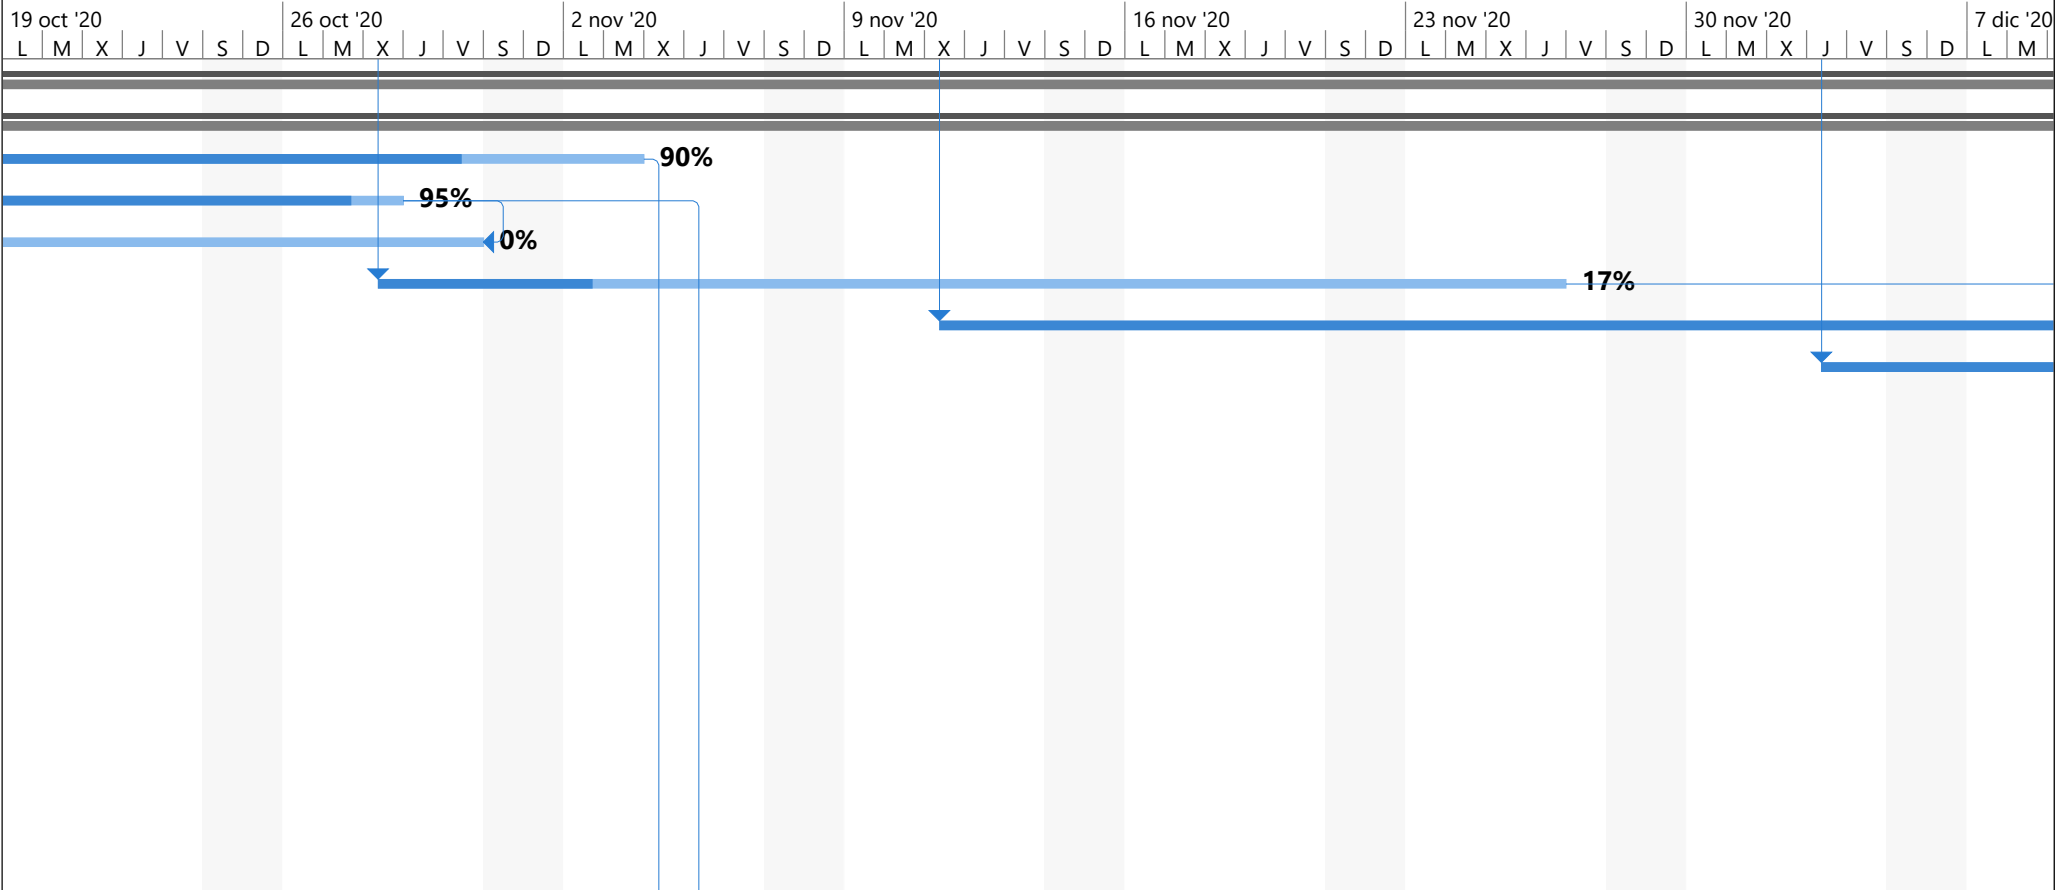 19 oct '20 26 oct '20 2 nov '20 9 nov '20 16 nov '20 23 nov '20 30 nov '20 7 dic '20
L M X J V S D L M X J V S D L M X J V S D L M X J V S D L M X J V S D L M X J V S D L M X J V S D L M
90%
95%
0%
17%